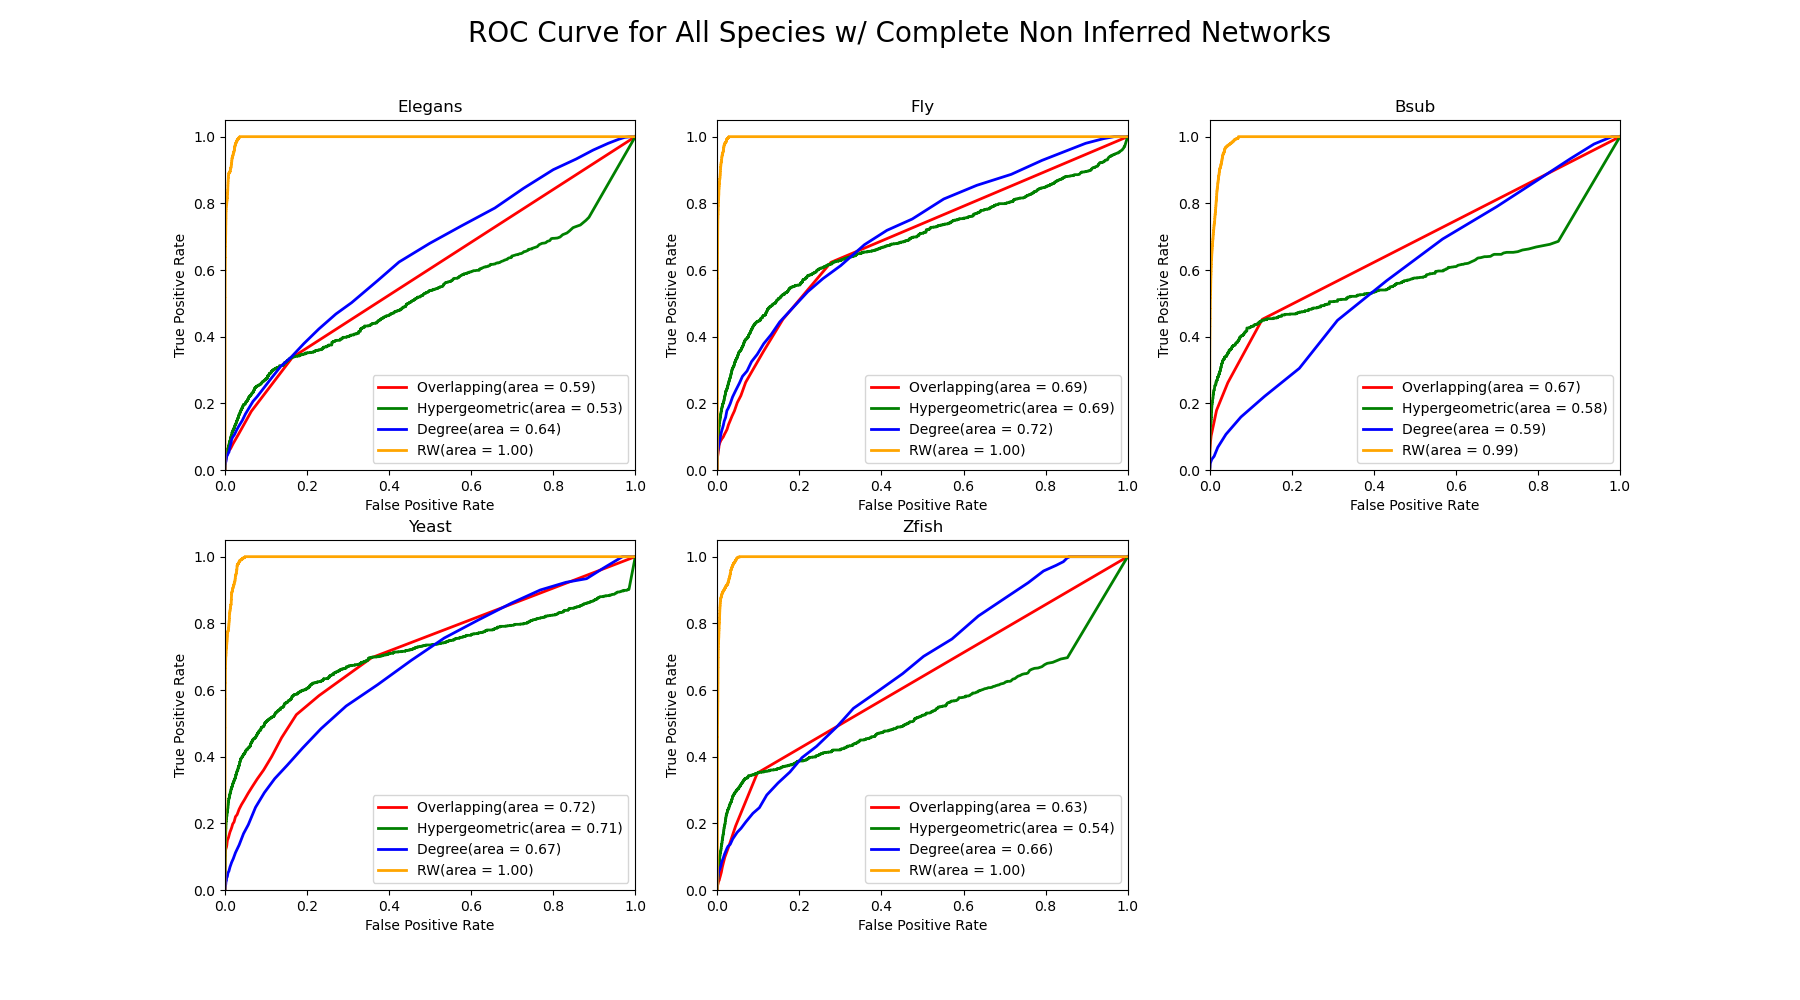 ROC Curve for All Species w/ Complete Non Inferred Networks
Elegans
True Positive Rate
1.0
0.8
0.6
0.4
0.2
0.0
Overlapping(area = 0.59)
Hypergeometric(area = 0.53)
Degree(area = 0.64)
RW(area = 1.00)
0.0 0.2 0.4 0.6 0.8 1.0
False Positive Rate
Fly
True Positive Rate
1.0
0.8
0.6
0.4
0.2
0.0
Overlapping(area = 0.69)
Hypergeometric(area = 0.69)
Degree(area = 0.72)
RW(area = 1.00)
0.0 0.2 0.4 0.6 0.8 1.0
False Positive Rate
Bsub
True Positive Rate
1.0
0.8
0.6
0.4
0.2
0.0
Overlapping(area = 0.67)
Hypergeometric(area = 0.58)
Degree(area = 0.59)
RW(area = 0.99)
0.0 0.2 0.4 0.6 0.8 1.0
False Positive Rate
Yeast
True Positive Rate
1.0
0.8
0.6
0.4
0.2
0.0
Overlapping(area = 0.72)
Hypergeometric(area = 0.71)
Degree(area = 0.67)
RW(area = 1.00)
0.0 0.2 0.4 0.6 0.8 1.0
False Positive Rate
Zfish
True Positive Rate
1.0
0.8
0.6
0.4
0.2
0.0
Overlapping(area = 0.63)
Hypergeometric(area = 0.54)
Degree(area = 0.66)
RW(area = 1.00)
0.0 0.2 0.4 0.6 0.8 1.0
False Positive Rate